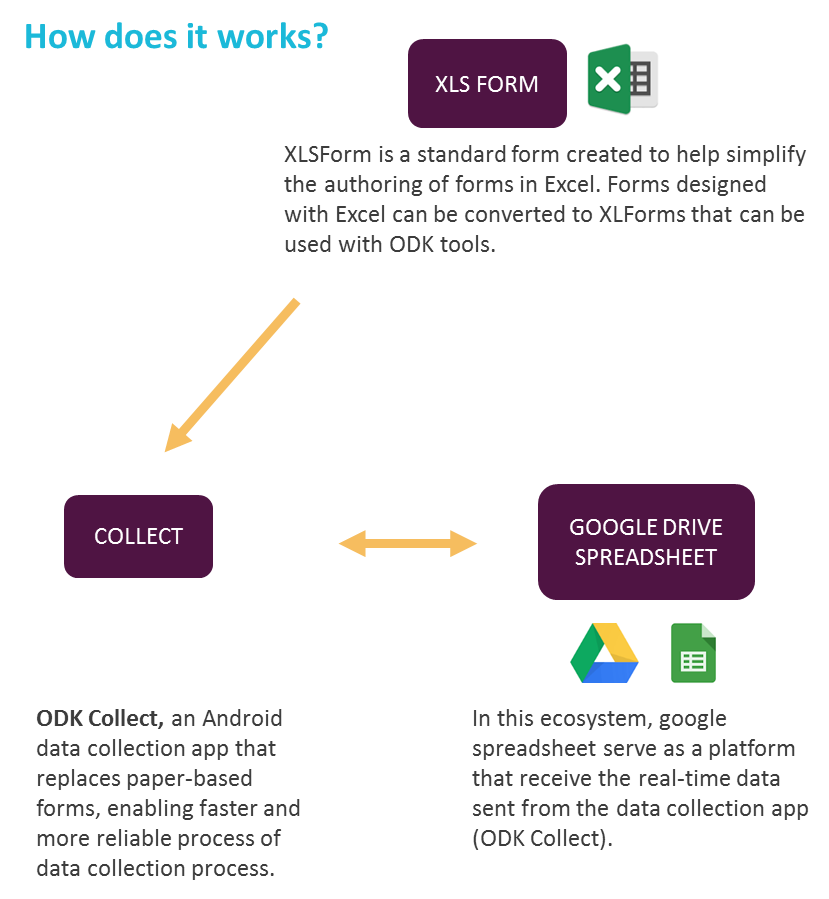 How does it works?
XLS FORM
XLSForm is a standard form created to help simplify
the authoring of forms in Excel. Forms designed
with Excel can be converted to XLForms that can be
used with ODK tools.
COLLECT
GOOGLE DRIVE
SPREADSHEET
ODK Collect, an Android
data collection app that
replaces paper-based
forms, enabling faster and
more reliable process of
data collection process.
In this ecosystem, google
spreadsheet serve as a platform
that receive the real-time data
sent from the data collection app
(ODK Collect).